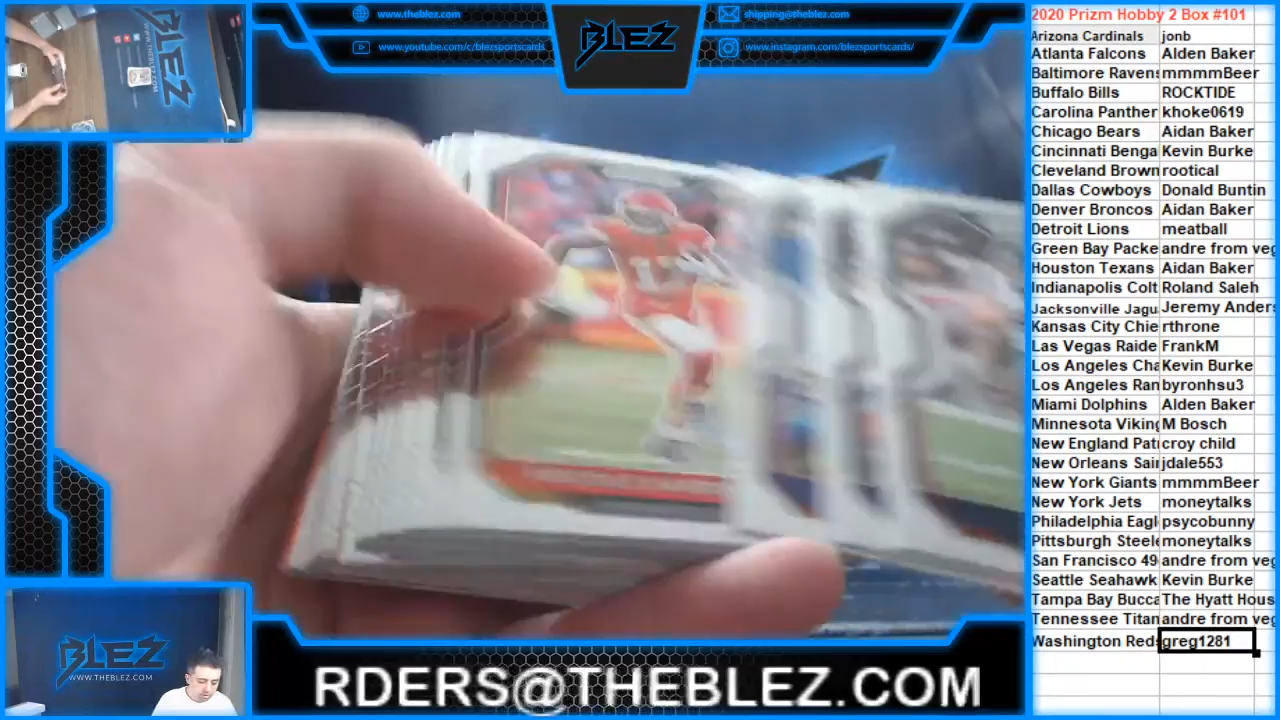 www.theblez.com
shipping@theblez.com
www.youtube.com/c/blezsportscards
www.instagram.com/blezsportscards/
BLEZ
BLEZ
BLEZ
WWW.THEBLEZ.COM
RDERS@THEBLEZ.COM
2020 Prizm Hobby 2 Box #101
Arizona Cardinals jonb
Atlanta Falcons Alden Baker
Baltimore Ravens mmmmBeer
Buffalo Bills ROCKTIDE
Carolina Panther khoke0619
Chicago Bears Aidan Baker
Cincinnati Benga Kevin Burke
Cleveland Brown rootical
Dallas Cowboys Donald Buntin
Denver Broncos Aidan Baker
Detroit Lions meatball
Green Bay Packe andre from veg
Houston Texans Aidan Baker
Indianapolis Colt Roland Saleh
Jacksonville Jagu Jeremy Anders
Kansas City Chie rthrone
Las Vegas Raide FrankM
Los Angeles Cha Kevin Burke
Los Angeles Ran byronhsu3
Miami Dolphins Alden Baker
Minnesota Viking M Bosch
New England Pat croy child
New Orleans Sai jdale553
New York Giants mmmmBeer
New York Jets moneytalks
Philadelphia Eagl psycobunny
Pittsburgh Steele moneytalks
San Francisco 49 andre from veg
Seattle Seahawk Kevin Burke
Tampa Bay Bucca The Hyatt Hous
Tennessee Titan andre from veg
Washington Reds greg1281